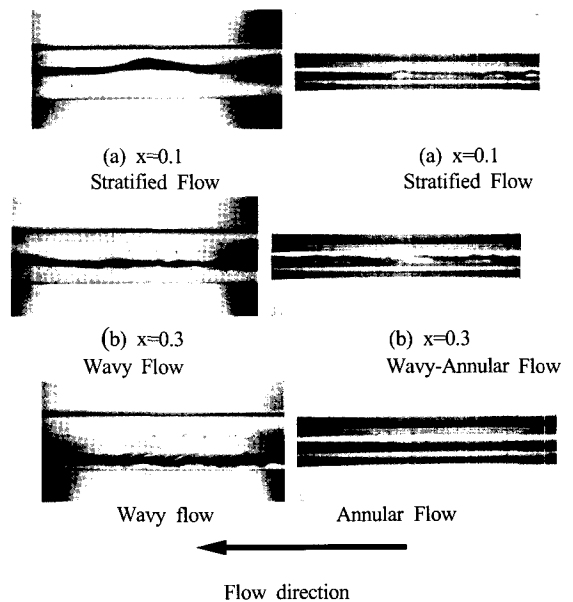 (a) x=0.1
Stratified Flow
(a) x=0.1
Stratified Flow
(b) x=0.3
Wavy Flow
(b) x=0.3
Wavy-Annular Flow
Wavy flow
Annular Flow
Flow direction